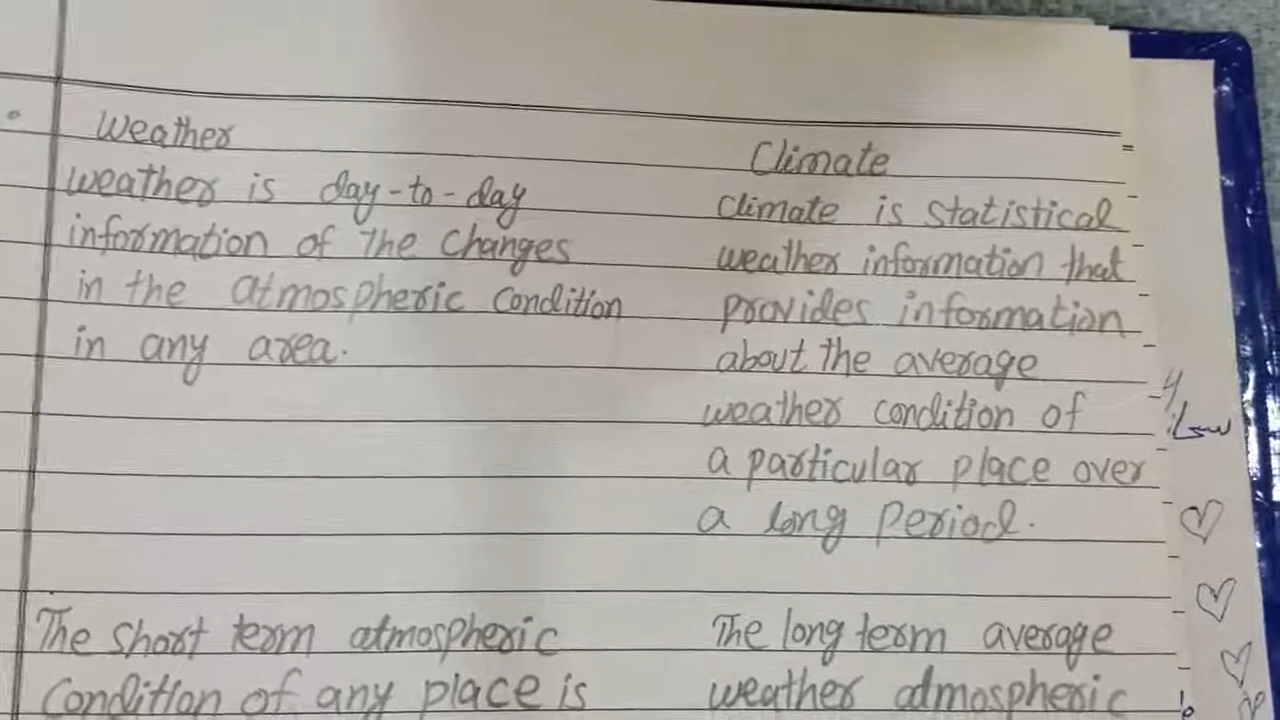 Weather
weather is day-to-day
information of the changes
in the atmospheric condition
in any area.
The short term atmospheric
condition of any place is
Climate
climate is statistical
weather information that
provides information
about the average
weather condition of
a particular place over
a long period.
The long term average
weather atmospheric